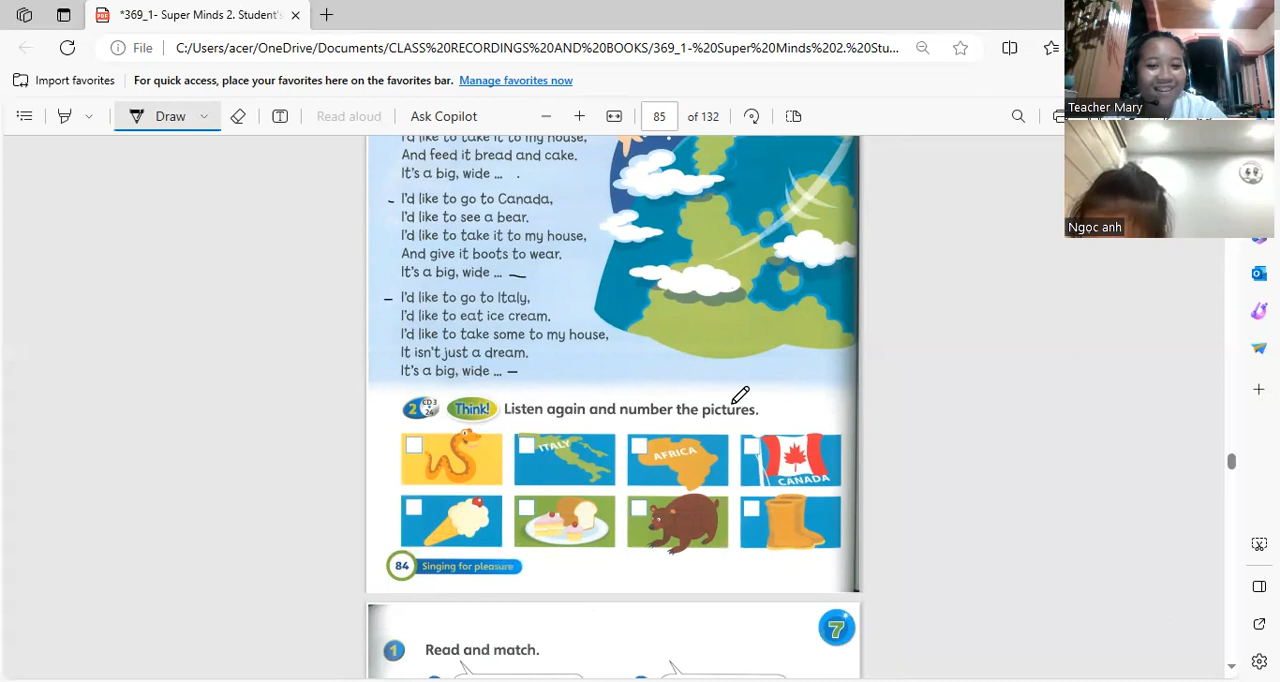 *369_1- Super Minds 2. Student's
File
C:/Users/acer/OneDrive/Documents/CLASS%20RECORDINGS%20AND%20BOOKS/369_1-%20Super%20Minds%202.%20Stu...
Import favorites
For quick access, place your favorites here on the favorites bar. Manage favorites now
Draw
Read aloud
Ask Copilot
85 of 132
Teacher Mary
Ngọc anh
I'd like to take it to my house,
And feed it bread and cake.
It's a big, wide ...
I'd like to go to Canada,
I'd like to see a bear.
I'd like to take it to my house,
And give it boots to wear.
It's a big, wide ...
I'd like to go to Italy,
I'd like to eat ice cream.
I'd like to take some to my house,
It isn't just a dream.
It's a big, wide ...
2 CD3 24 Think! Listen again and number the pictures.
ITALY
AFRICA
CANADA
84 Singing for pleasure
7
1 Read and match.